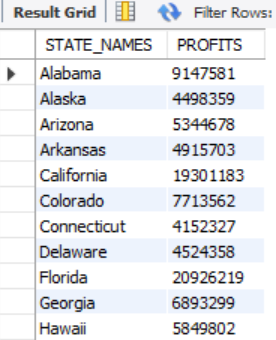 Result Grid Filter Rows:
STATE_NAMES PROFITS
Alabama 9147581
Alaska 4498359
Arizona 5344678
Arkansas 4915703
California 19301183
Colorado 7713562
Connecticut 4152327
Delaware 4524358
Florida 20926219
Georgia 6893299
Hawaii 5849802